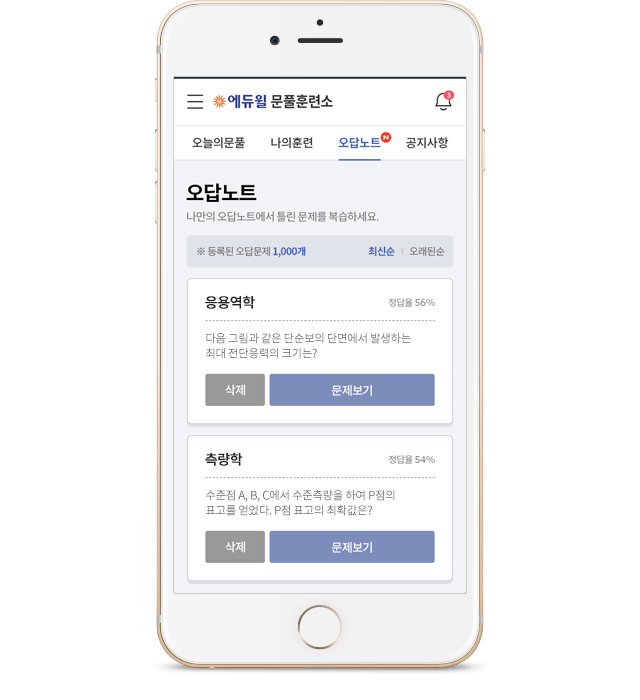 에듀윌 문풀훈련소
3
오늘의문풀 나의훈련 오답노트 N 공지사항
오답노트
나만의 오답노트에서 틀린 문제를 복습하세요.
※ 등록된 오답문제 1,000개 최신순 | 오래된순
응용역학 정답율 56%
다음 그림과 같은 단순보의 단면에서 발생하는
최대 전단응력의 크기는?
삭제 문제보기
측량학 정답율 54%
수준점 A, B, C에서 수준측량을 하여 P점의
표고를 얻었다. P점 표고의 최확값은?
삭제 문제보기